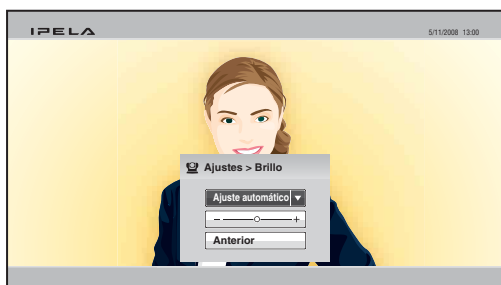 IPELA
5/11/2008 13:00
Ajustes > Brillo
Ajuste automático
- +
Anterior